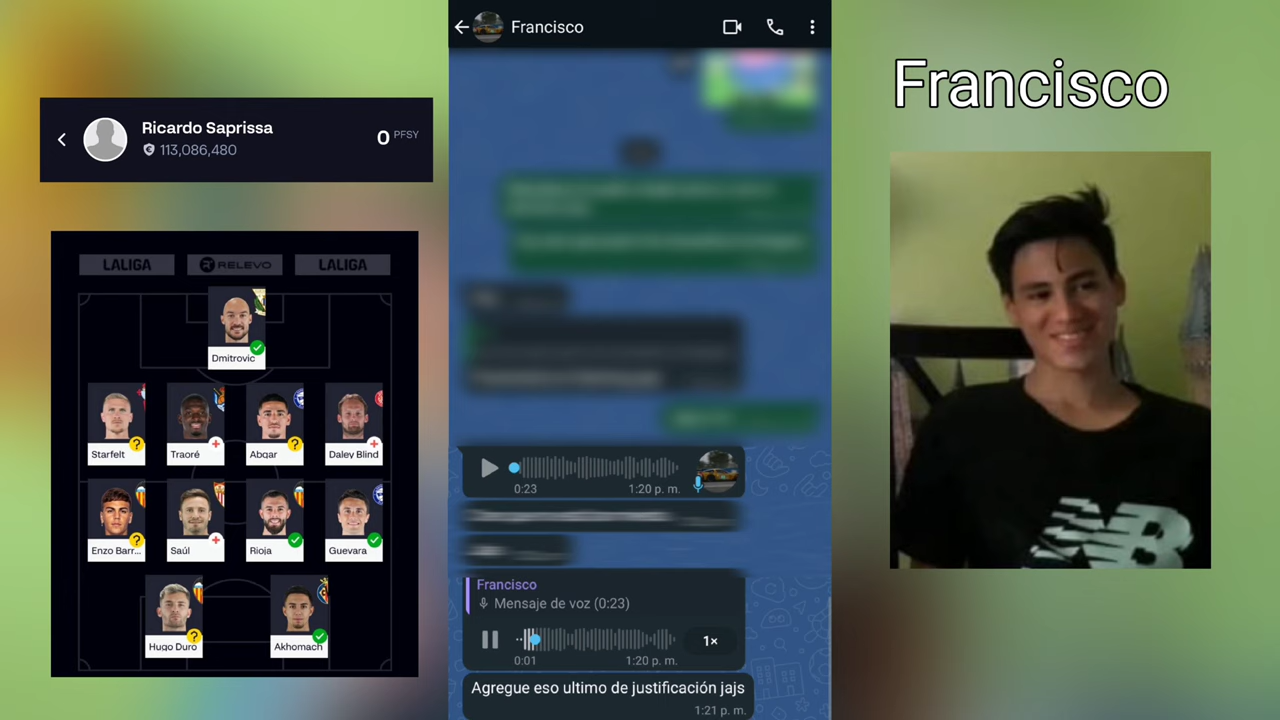 Ricardo Saprissa
113,086,480
0 PFSY
LALIGA
RELEVO
LALIGA
Dmitrovic
Starfelt
Traoré
Abqar
Daley Blind
Enzo Barr...
Saúl
Rioja
Guevara
Hugo Duro
Akhomach
Francisco
0:23
1:20 p. m.
Francisco
Mensaje de voz (0:23)
1×
0:01
1:20 p. m.
Agregue eso ultimo de justificación jajs
1:21 p. m.
Francisco
NB